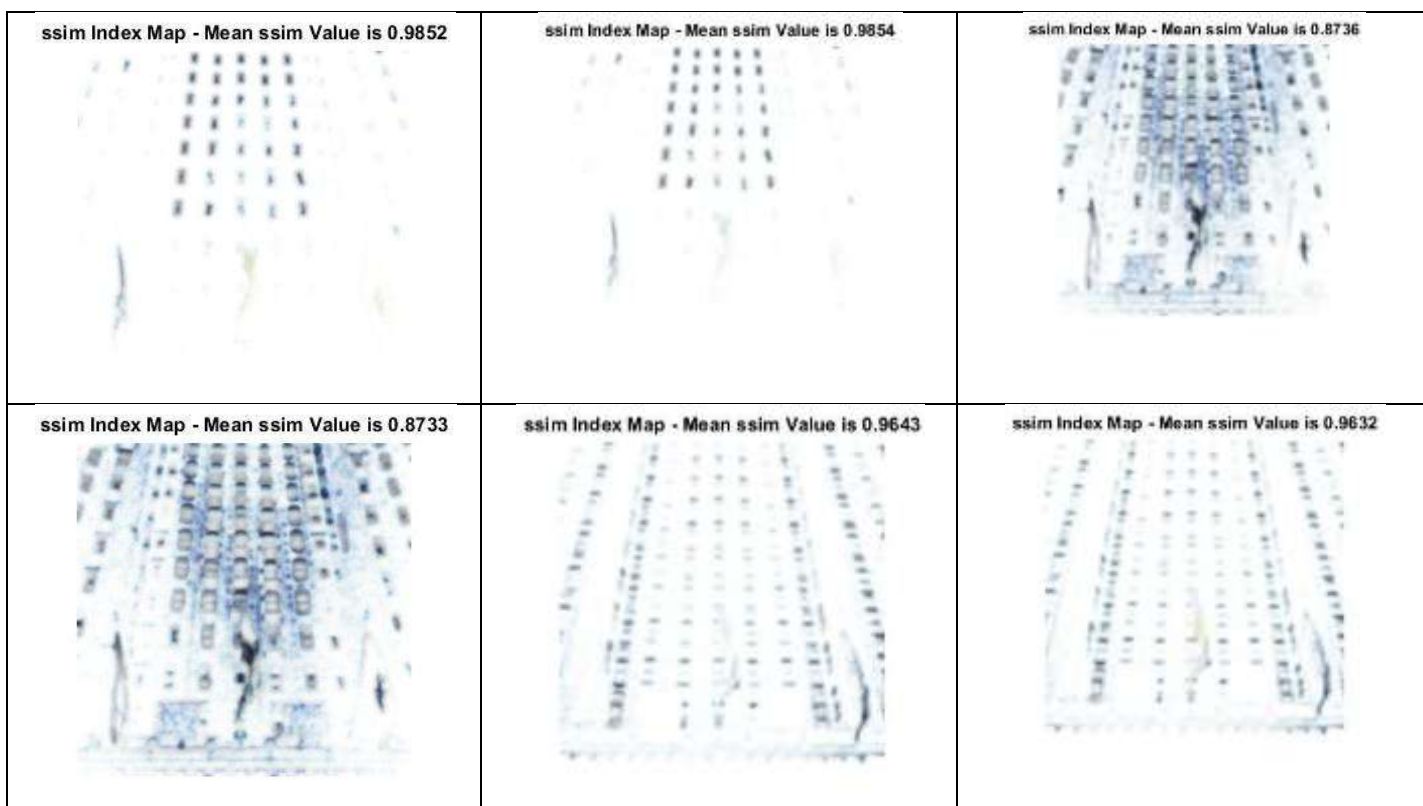 ssim Index Map - Mean ssim Value is 0.9852
ssim Index Map - Mean ssim Value is 0.9854
ssim Index Map - Mean ssim Value is 0.8736
ssim Index Map - Mean ssim Value is 0.8733
ssim Index Map - Mean ssim Value is 0.9643
ssim Index Map - Mean ssim Value is 0.9632